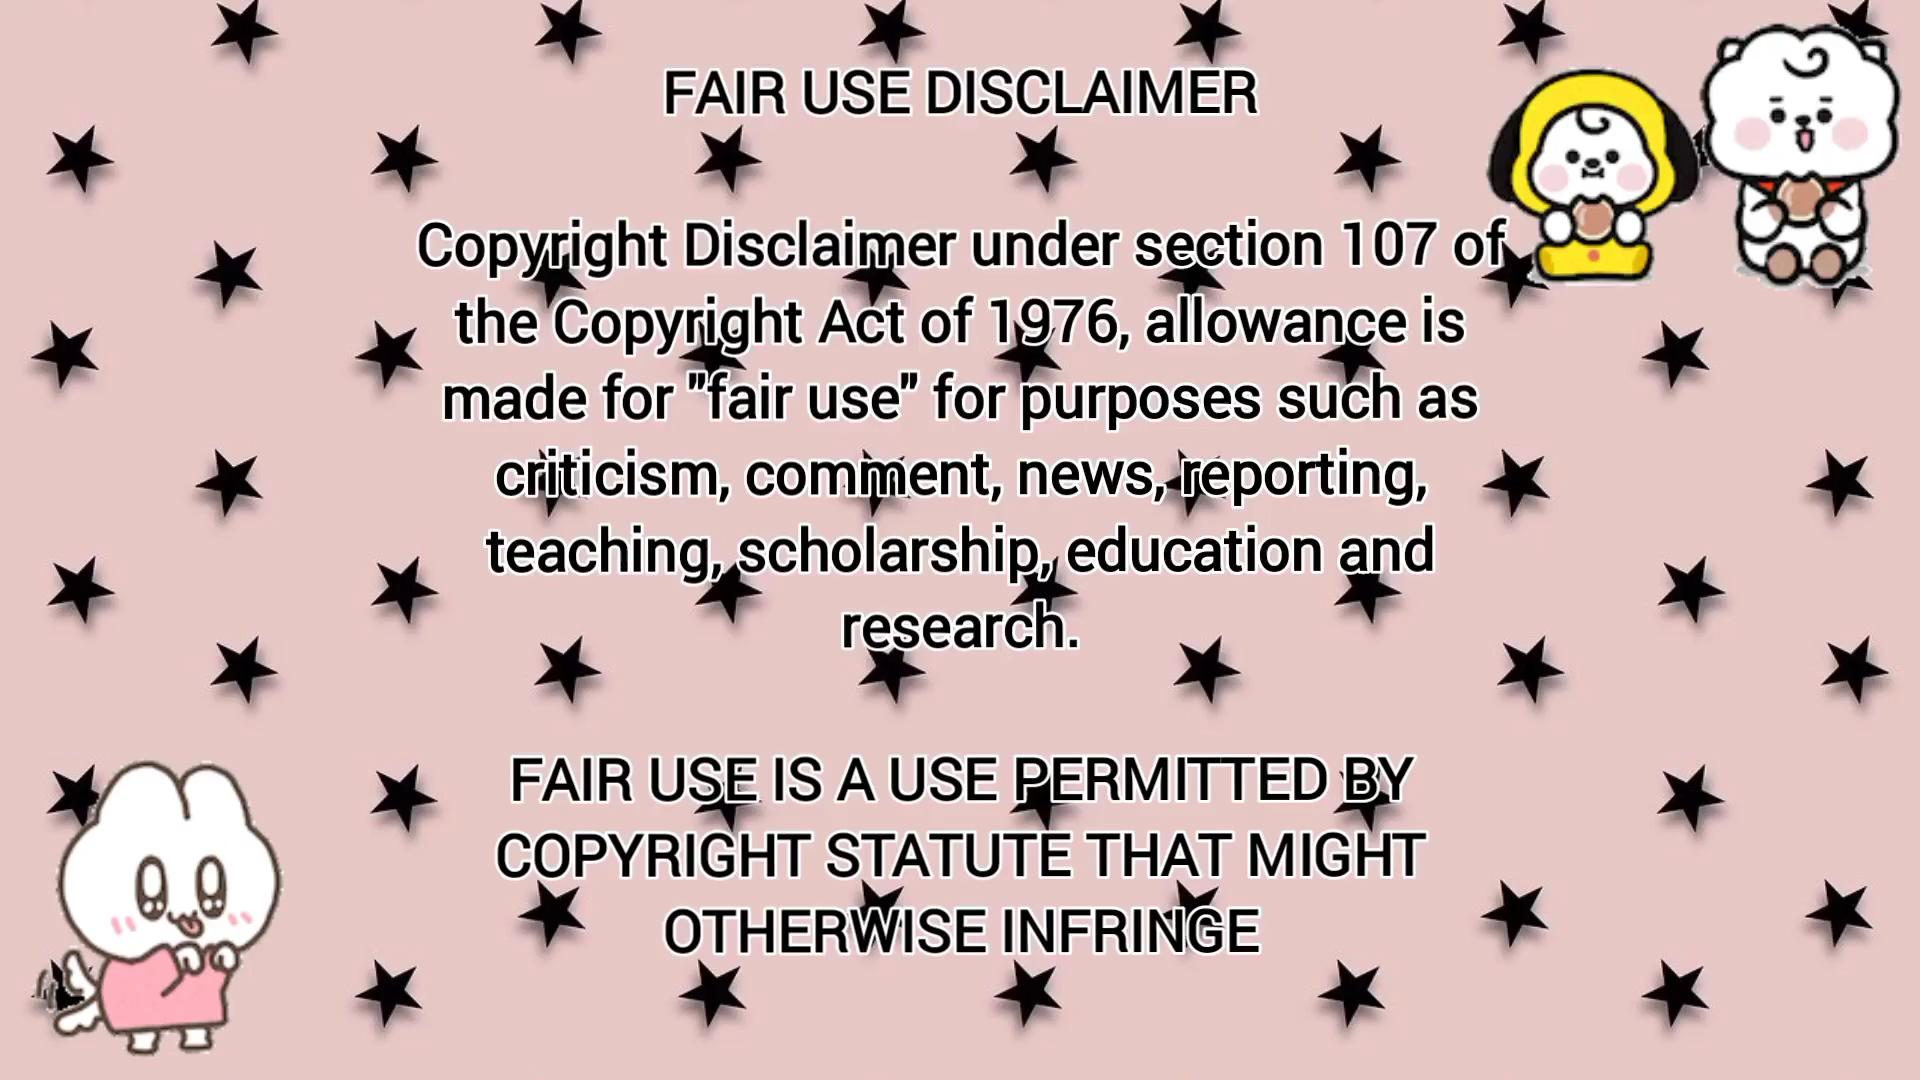 FAIR USE DISCLAIMER
Copyright Disclaimer under section 107 of
the Copyright Act of 1976, allowance is
made for "fair use" for purposes such as
criticism, comment, news, reporting,
teaching, scholarship, education and
research.
FAIR USE IS A USE PERMITTED BY
COPYRIGHT STATUTE THAT MIGHT
OTHERWISE INFRINGE